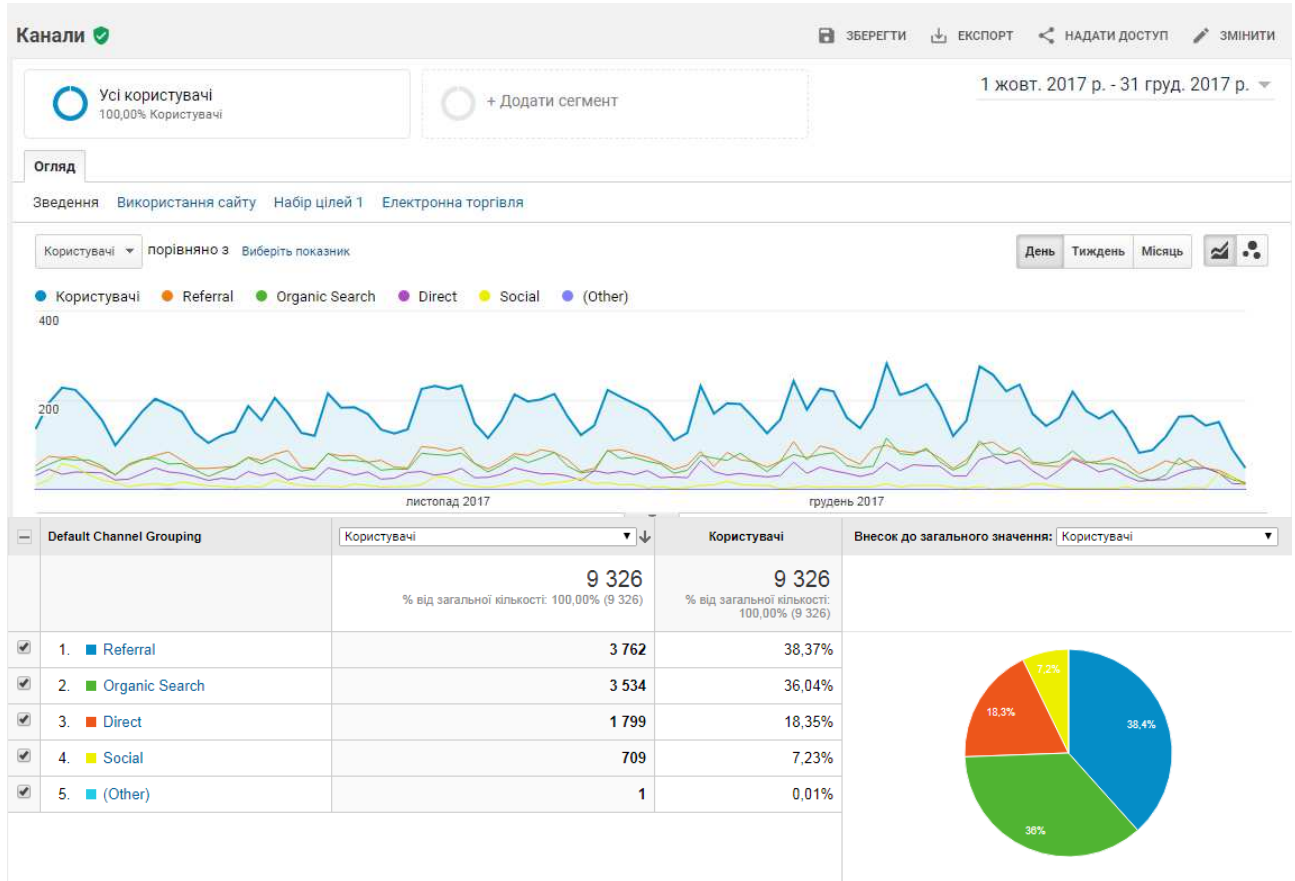 Канали
ЗБЕРЕГТИ ЕКСПОРТ НАДАТИ ДОСТУП ЗМІНИТИ
Усі користувачі
100,00% Користувачі
+ Додати сегмент
1 жовт. 2017 р. - 31 груд. 2017 р.
Огляд
Зведення Використання сайту Набір цілей 1 Електронна торгівля
Користувачі порівняно з Виберіть показник
День Тиждень Місяць
Користувачі Referral Organic Search Direct Social (Other)
400
200
листопад 2017 грудень 2017
Default Channel Grouping Користувачі Користувачі Внесок до загального значення: Користувачі
9 326
% від загальної кількості: 100,00% (9 326)
9 326
% від загальної кількості:
100,00% (9 326)
1. Referral 3 762 38,37%
2. Organic Search 3 534 36,04%
3. Direct 1 799 18,35%
4. Social 709 7,23%
5. (Other) 1 0,01%
7,2%
18,3%
38,4%
36%